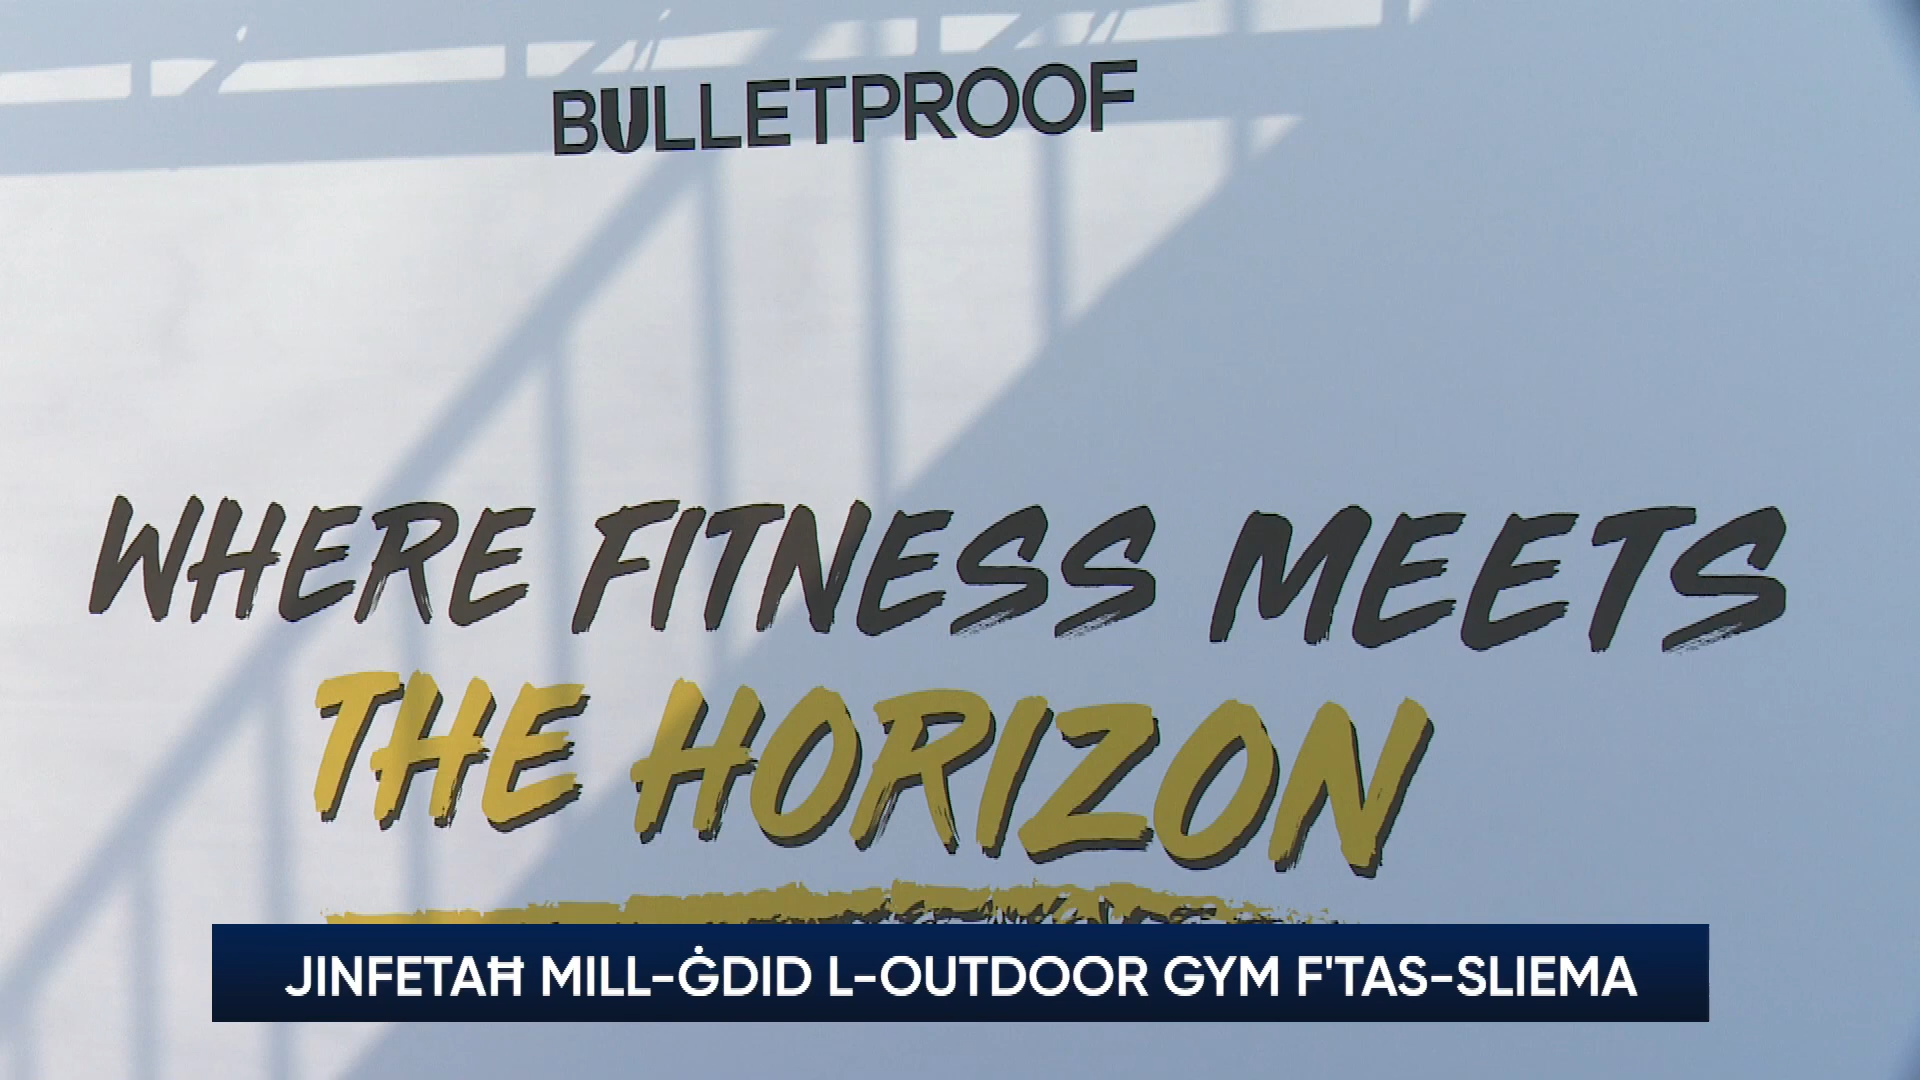 BULLETPROOF
WHERE FITNESS MEETS
THE HORIZON
JINFETAĦ MILL-ĠDID L-OUTDOOR GYM F'TAS-SLIEMA